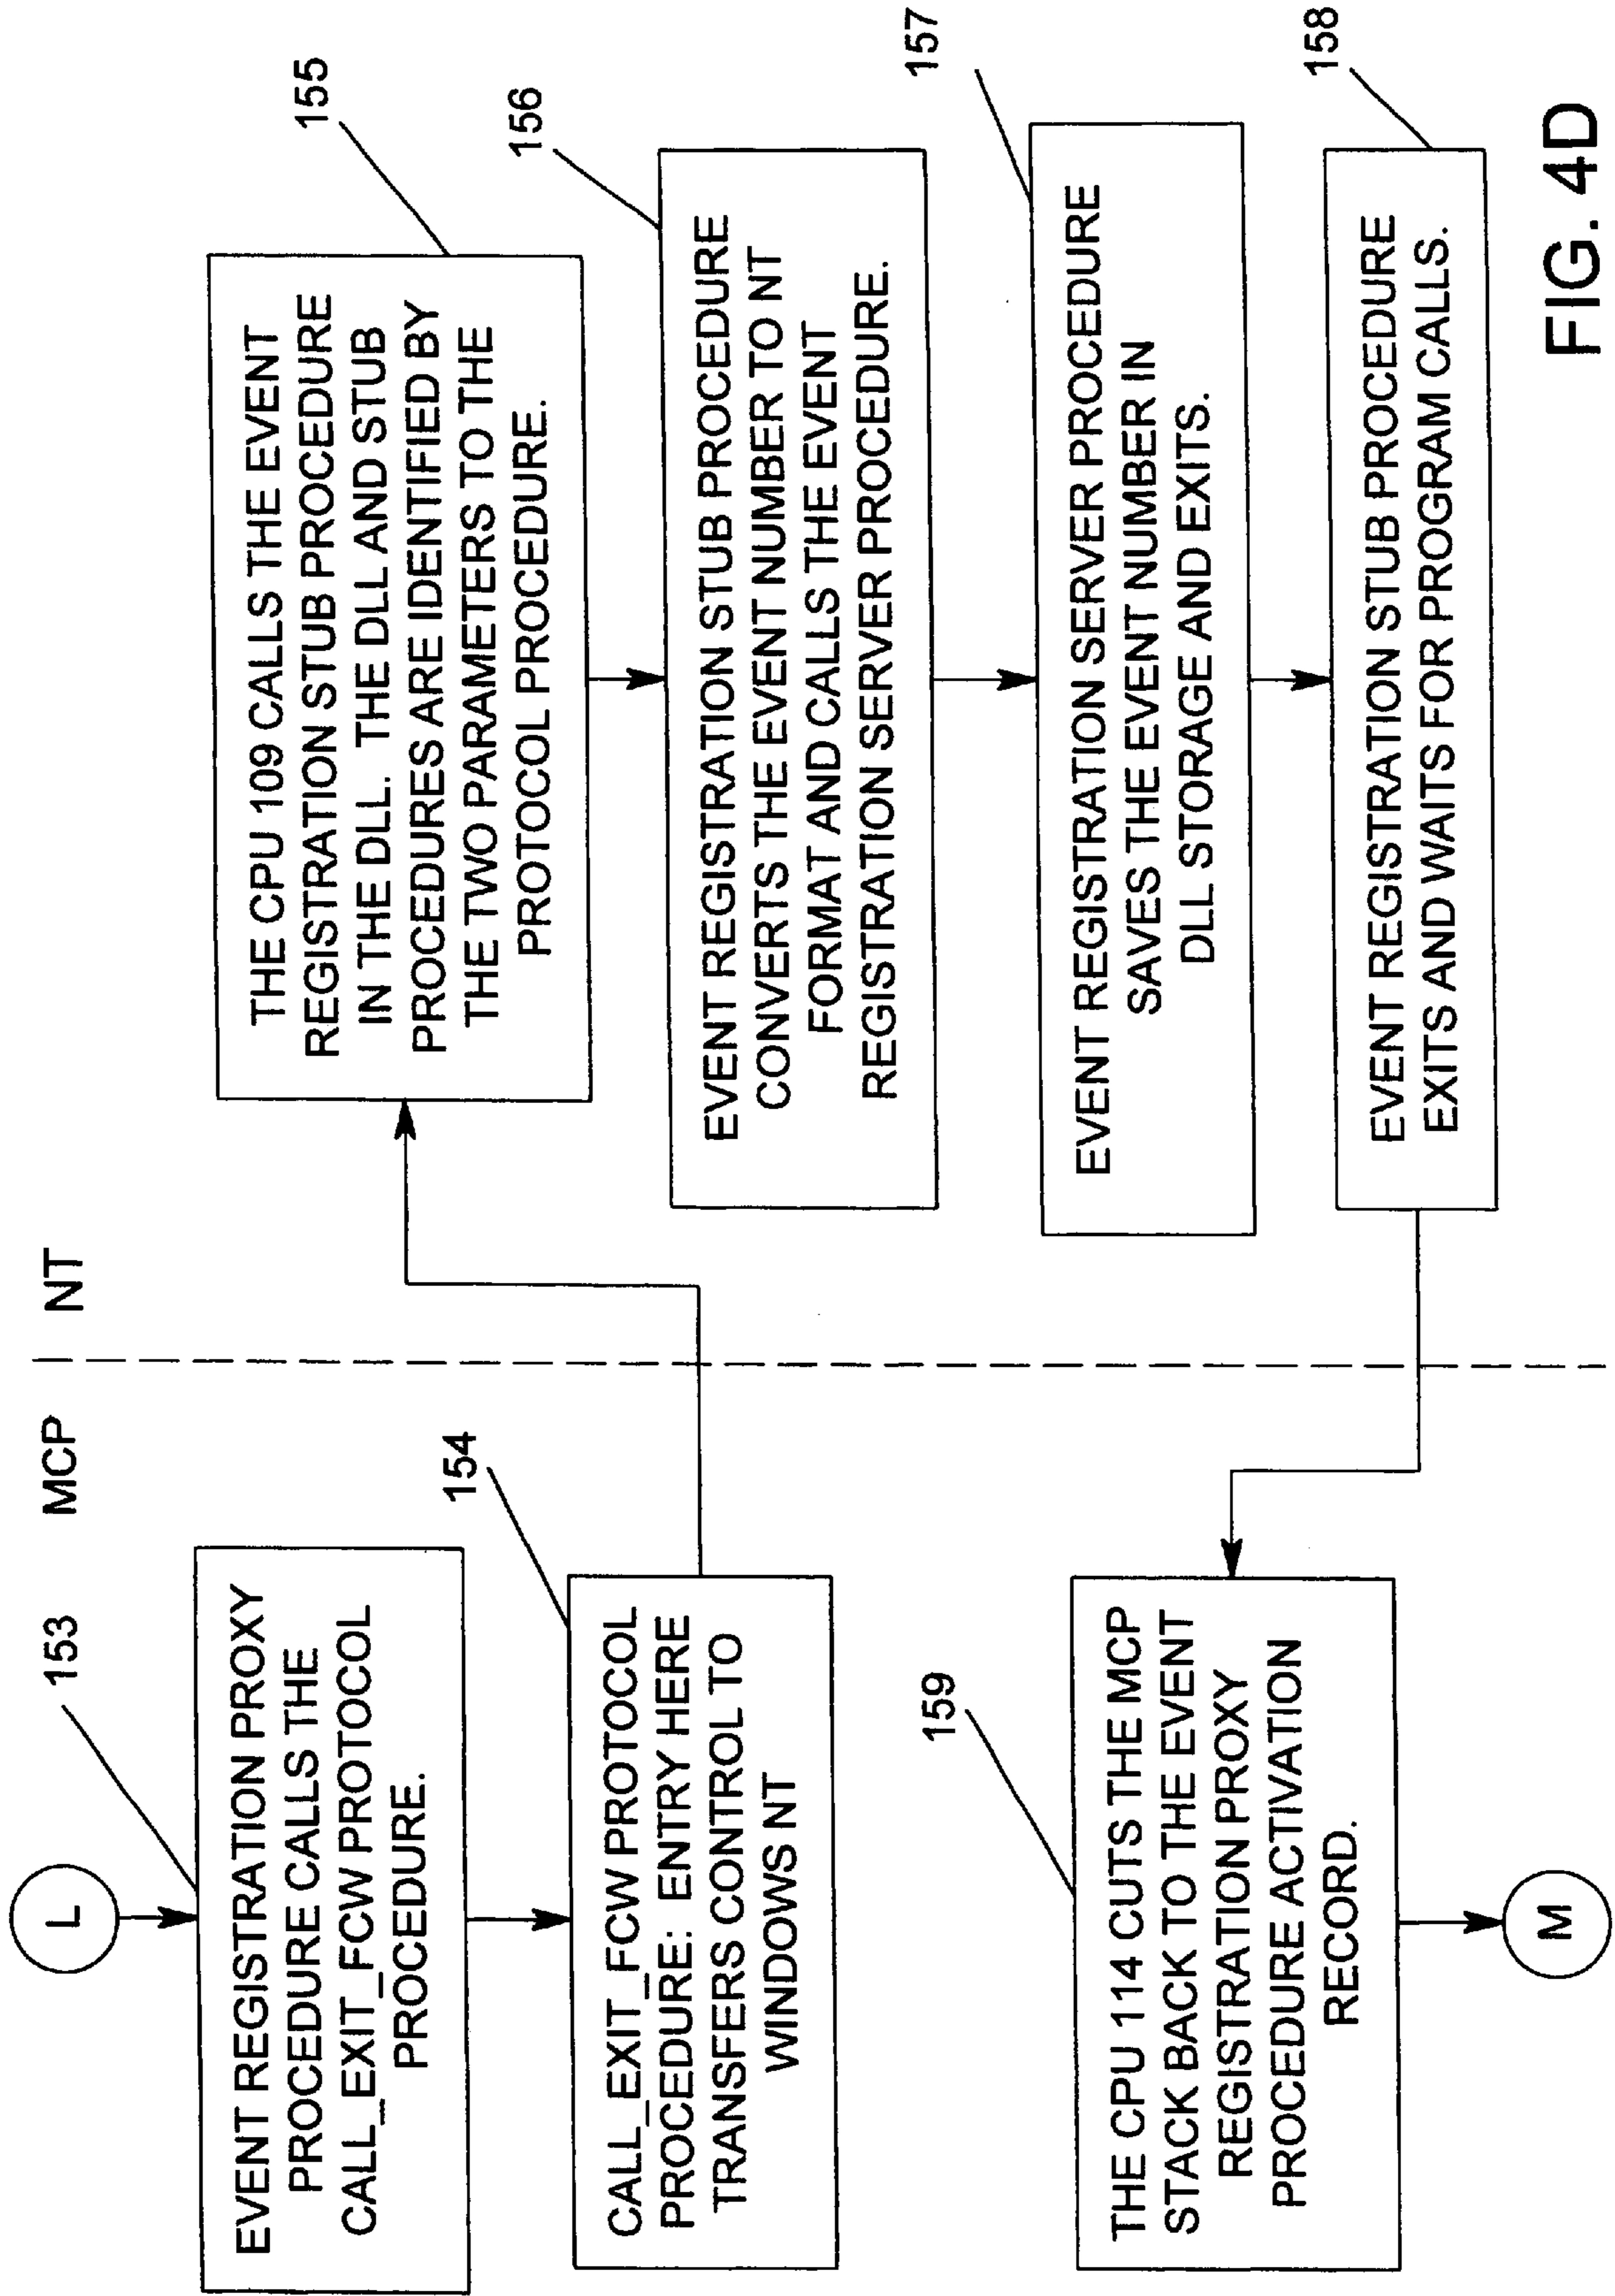 MCP
NT
L
153
EVENT REGISTRATION PROXY
PROCEDURE CALLS THE
CALL_EXIT_FCW PROTOCOL
PROCEDURE.
154
CALL_EXIT_FCW PROTOCOL
PROCEDURE: ENTRY HERE
TRANSFERS CONTROL TO
WINDOWS NT
155
THE CPU 109 CALLS THE EVENT
REGISTRATION STUB PROCEDURE
IN THE DLL. THE DLL AND STUB
PROCEDURES ARE IDENTIFIED BY
THE TWO PARAMETERS TO THE
PROTOCOL PROCEDURE.
156
EVENT REGISTRATION STUB PROCEDURE
CONVERTS THE EVENT NUMBER TO NT
FORMAT AND CALLS THE EVENT
REGISTRATION SERVER PROCEDURE.
157
EVENT REGISTRATION SERVER PROCEDURE
SAVES THE EVENT NUMBER IN
DLL STORAGE AND EXITS.
158
EVENT REGISTRATION STUB PROCEDURE
EXITS AND WAITS FOR PROGRAM CALLS.
159
THE CPU 114 CUTS THE MCP
STACK BACK TO THE EVENT
REGISTRATION PROXY
PROCEDURE ACTIVATION
RECORD.
M
FIG. 4D